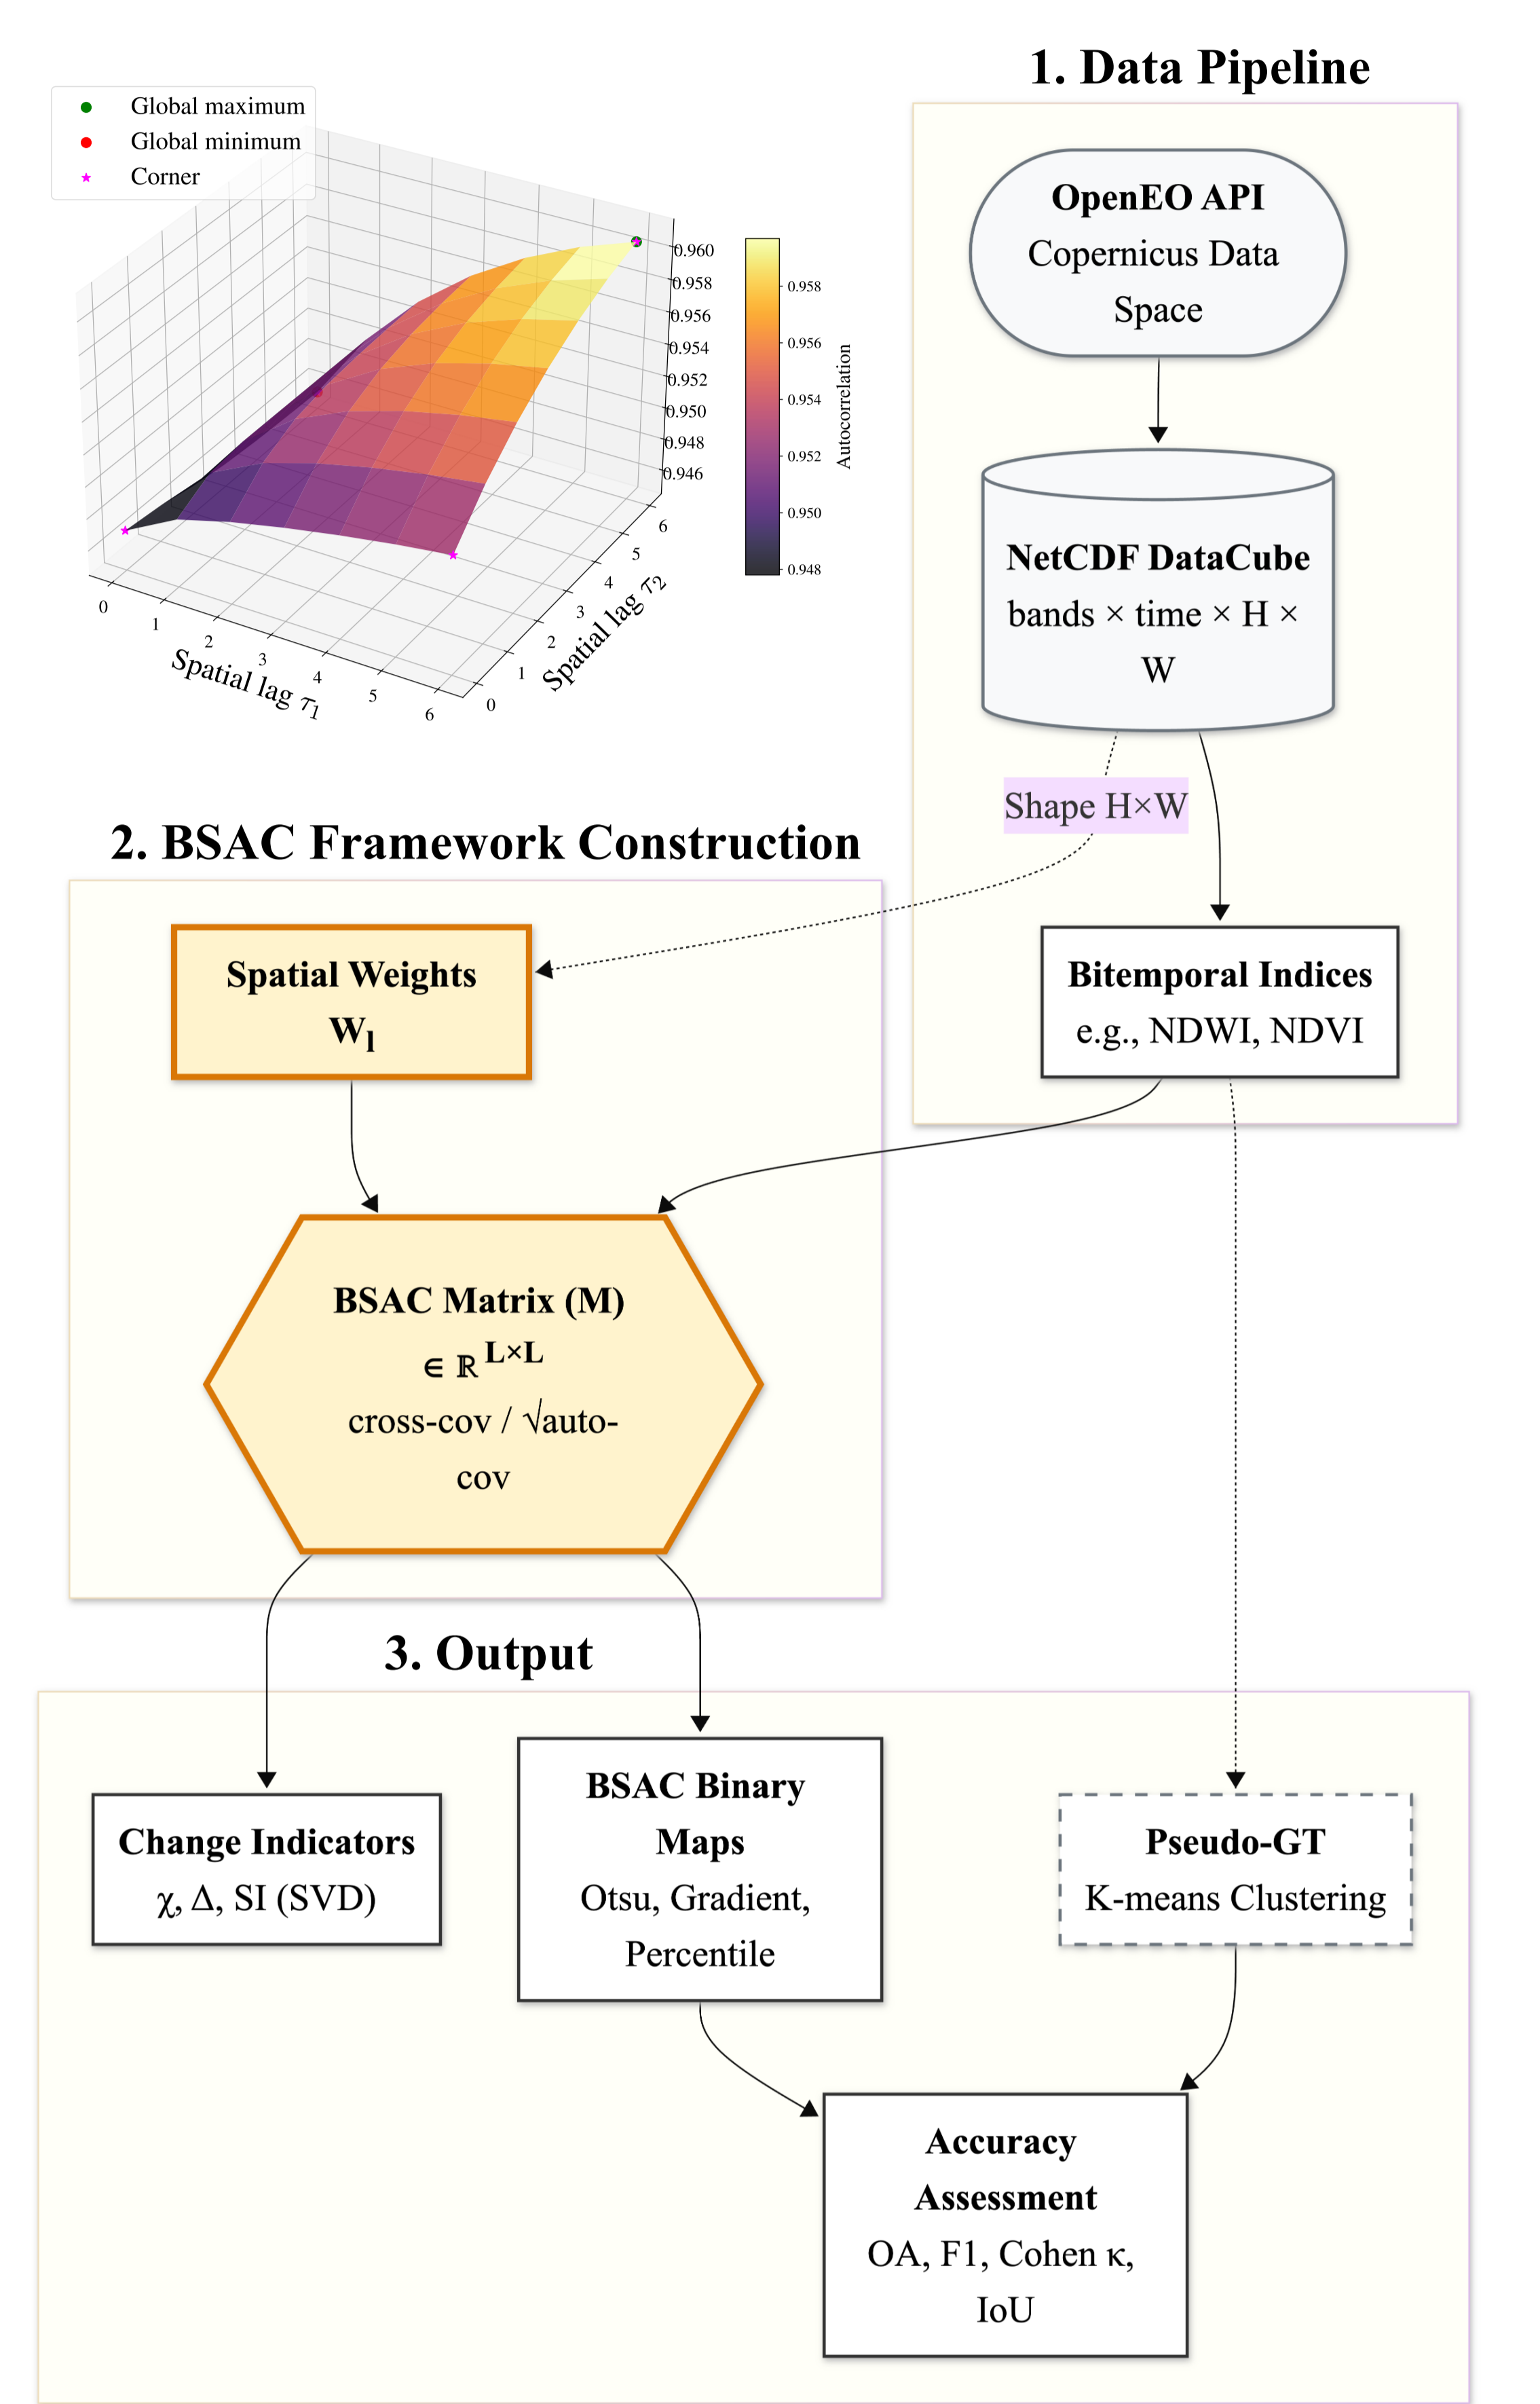 Global maximum
Global minimum
Corner
0.960
0.958
0.956
0.954
0.952
0.950
0.948
0.946
0
1
2
3
4
5
6
Spatial lag τ1
0
1
2
3
4
5
6
Spatial lag τ2
0.958
0.956
0.954
0.952
0.950
0.948
Autocorrelation
1. Data Pipeline
OpenEO API
Copernicus Data
Space
NetCDF DataCube
bands × time × H ×
W
Shape H×W
Bitemporal Indices
e.g., NDWI, NDVI
2. BSAC Framework Construction
Spatial Weights
Wl
BSAC Matrix (M)
∈ ℝ L×L
cross-cov / √auto-
cov
3. Output
Change Indicators
χ, Δ, SI (SVD)
BSAC Binary
Maps
Otsu, Gradient,
Percentile
Pseudo-GT
K-means Clustering
Accuracy
Assessment
OA, F1, Cohen κ,
IoU